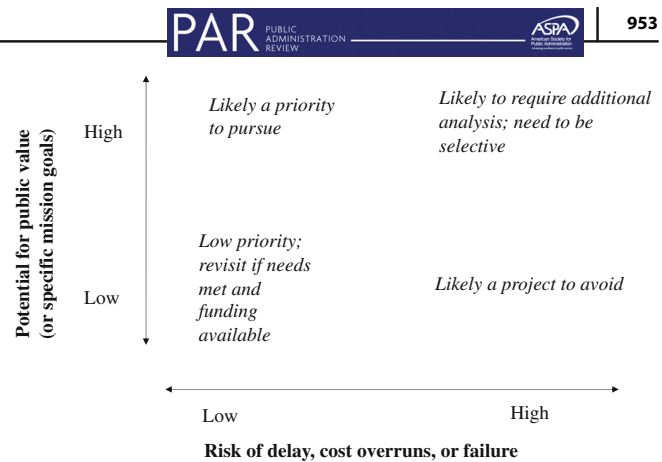 PAR PUBLIC
ADMINISTRATION
REVIEW
ASPA
American Society for
Public Administration
953
Potential for public value
(or specific mission goals)
High
Likely a priority
to pursue
Likely to require additional
analysis; need to be
selective
Low
Low priority;
revisit if needs
met and
funding
available
Likely a project to avoid
Low
High
Risk of delay, cost overruns, or failure